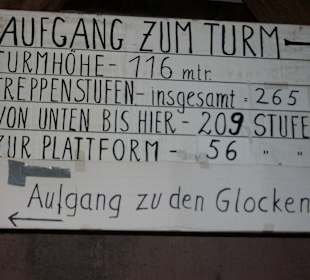 AUFGANG ZUM TURM
TURMHÖHE - 116 mtr.
TREPPENSTUFEN - insgesamt = 265
VON UNTEN BIS HIER - 209 STUFE
ZUR PLATTFORM - 56 " "
Aufgang zu den Glocken